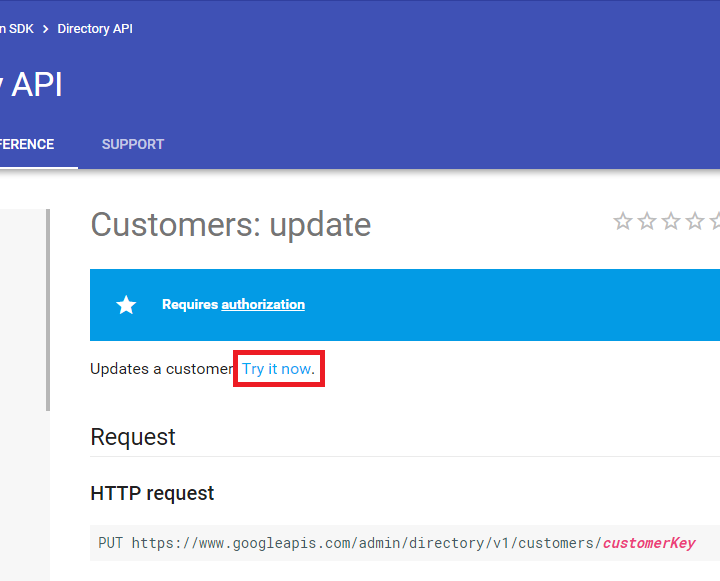 n SDK > Directory API
y API
FERENCE SUPPORT
Customers: update
Requires authorization
Updates a customer Try it now.
Request
HTTP request
PUT https://www.googleapis.com/admin/directory/v1/customers/customerKey